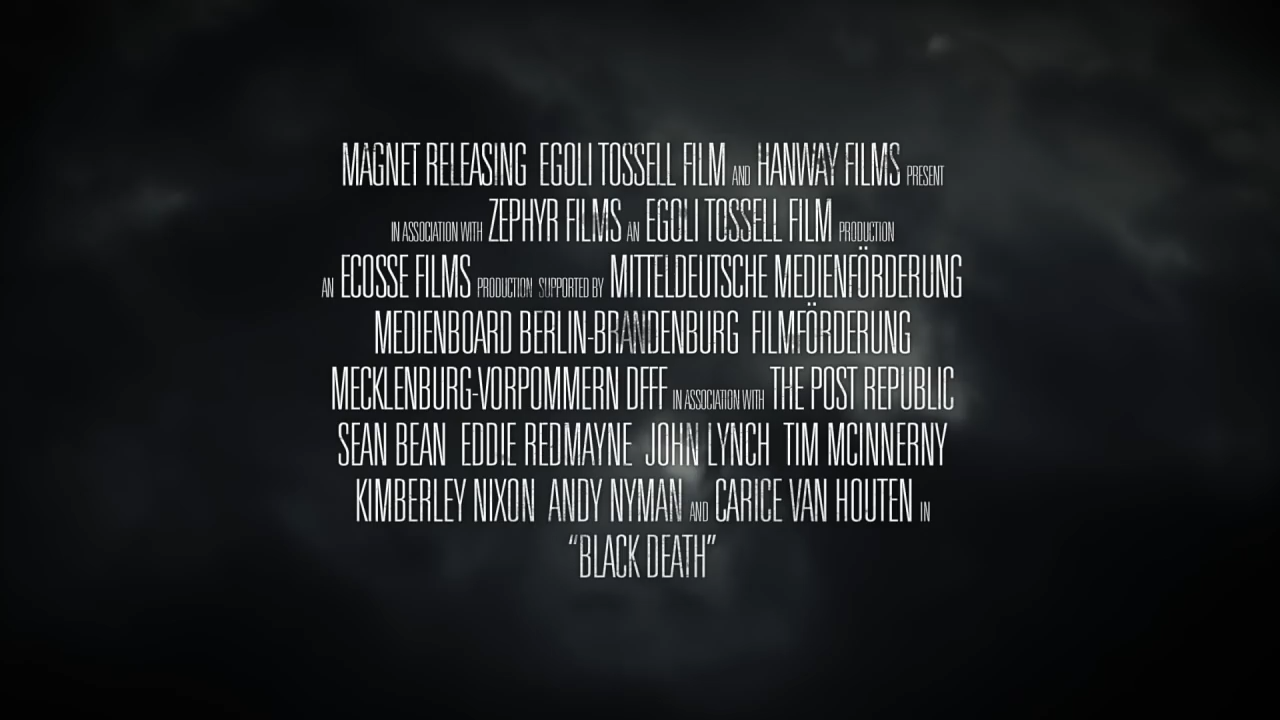 MAGNET RELEASING EGOLI TOSSELL FILM AND HANWAY FILMS PRESENT
IN ASSOCIATION WITH ZEPHYR FILMS AN EGOLI TOSSELL FILM PRODUCTION
AN ECOSSE FILMS PRODUCTION SUPPORTED BY MITTELDEUTSCHE MEDIENFÖRDERUNG
MEDIENBOARD BERLIN-BRANDENBURG FILMFÖRDERUNG
MECKLENBURG-VORPOMMERN DFFF IN ASSOCIATION WITH THE POST REPUBLIC
SEAN BEAN EDDIE REDMAYNE JOHN LYNCH TIM MCINNERNY
KIMBERLEY NIXON ANDY NYMAN AND CARICE VAN HOUTEN IN
“BLACK DEATH”